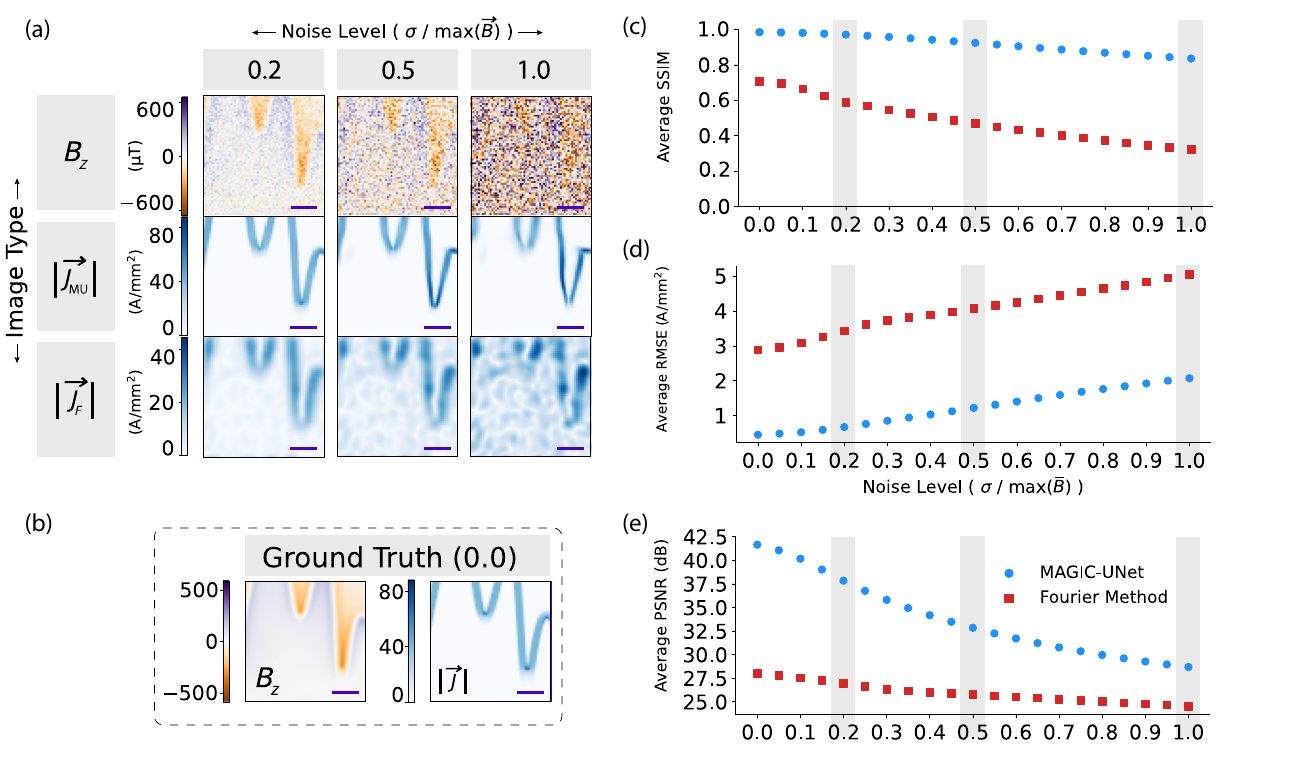 (a)
← Noise Level ( σ / max(B⃗) ) →
0.2 0.5 1.0
← Image Type →
B_z
600
0
−600
(μT)
|J⃗_MU|
80
40
0
(A/mm²)
|J⃗_F|
40
20
0
(A/mm²)
(b)
Ground Truth (0.0)
500
0
−500
B_z
80
40
0
|J⃗|
(c)
Average SSIM
1.0
0.8
0.6
0.4
0.2
0.0
0.0 0.1 0.2 0.3 0.4 0.5 0.6 0.7 0.8 0.9 1.0
(d)
Average RMSE (A/mm²)
5
4
3
2
1
0.0 0.1 0.2 0.3 0.4 0.5 0.6 0.7 0.8 0.9 1.0
Noise Level ( σ / max(B⃗) )
(e)
Average PSNR (dB)
42.5
40.0
37.5
35.0
32.5
30.0
27.5
25.0
MAGIC-UNet
Fourier Method
0.0 0.1 0.2 0.3 0.4 0.5 0.6 0.7 0.8 0.9 1.0